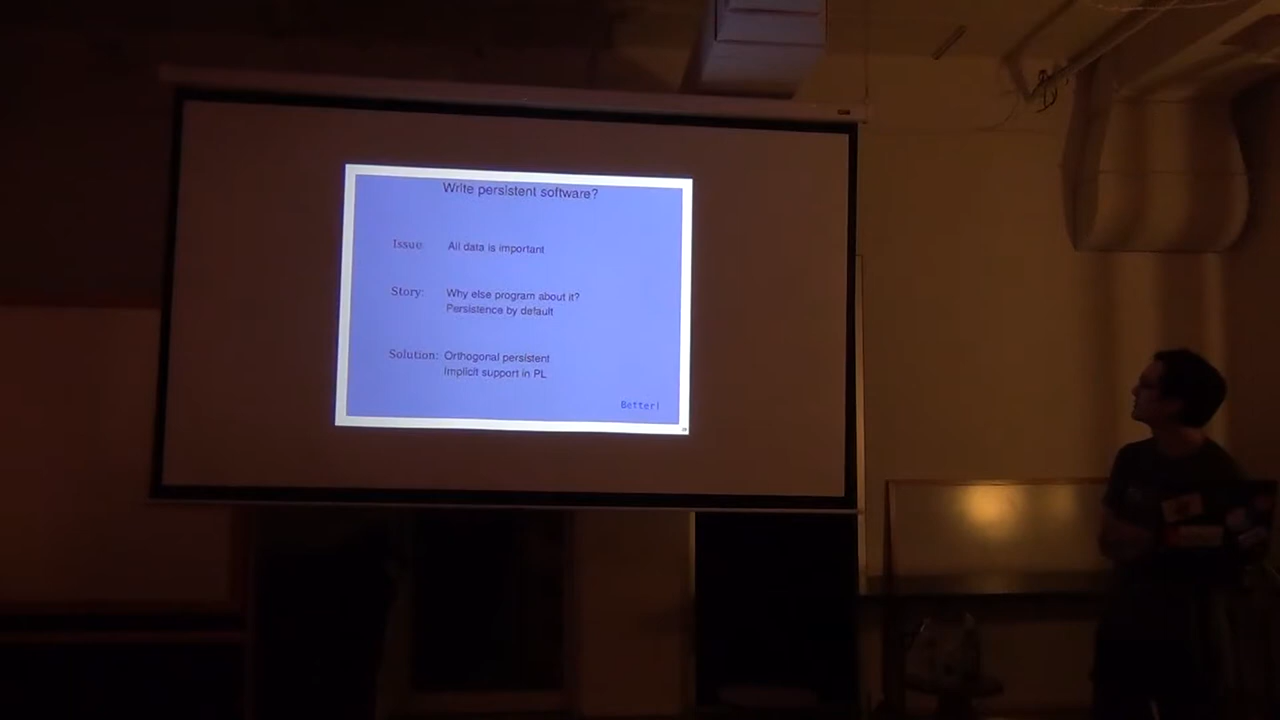 Write persistent software?
Issue: All data is important
Story: Why else program about it?
Persistence by default
Solution: Orthogonal persistent
Implicit support in PL
Better!